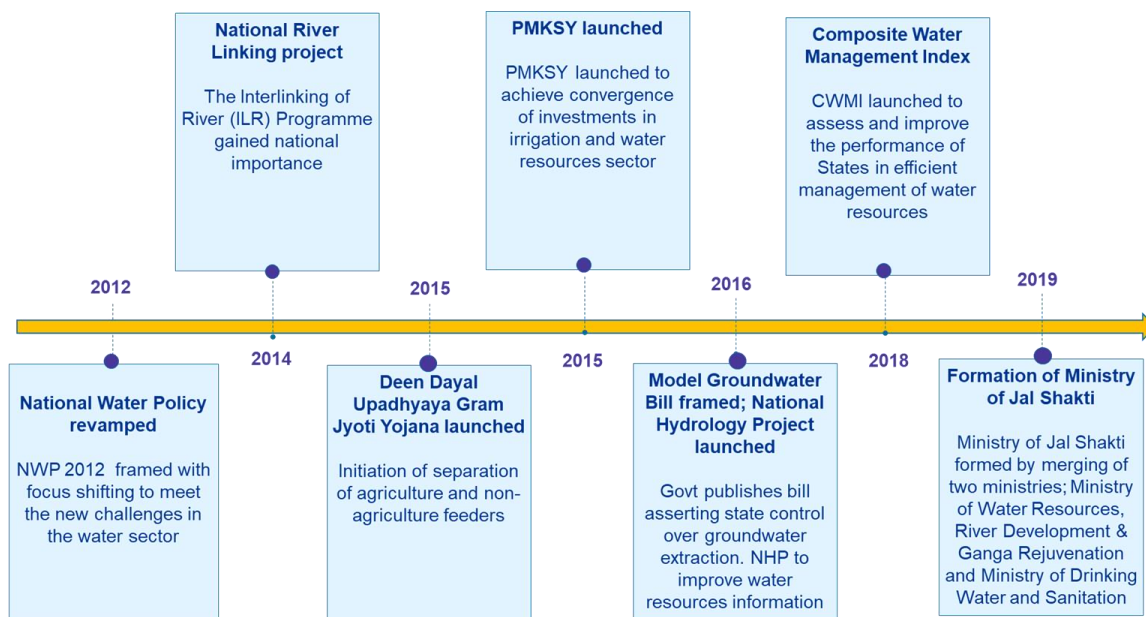 National River
Linking project
The Interlinking of
River (ILR) Programme
gained national
importance
PMKSY launched
PMKSY launched to
achieve convergence
of investments in
irrigation and water
resources sector
Composite Water
Management Index
CWMI launched to
assess and improve
the performance of
States in efficient
management of water
resources
2012
2015
2016
2019
2014
2015
2018
National Water Policy
revamped
NWP 2012 framed with
focus shifting to meet
the new challenges in
the water sector
Deen Dayal
Upadhyaya Gram
Jyoti Yojana launched
Initiation of separation
of agriculture and non-
agriculture feeders
Model Groundwater
Bill framed; National
Hydrology Project
launched
Govt publishes bill
asserting state control
over groundwater
extraction. NHP to
improve water
resources information
Formation of Ministry
of Jal Shakti
Ministry of Jal Shakti
formed by merging of
two ministries; Ministry
of Water Resources,
River Development &
Ganga Rejuvenation
and Ministry of Drinking
Water and Sanitation